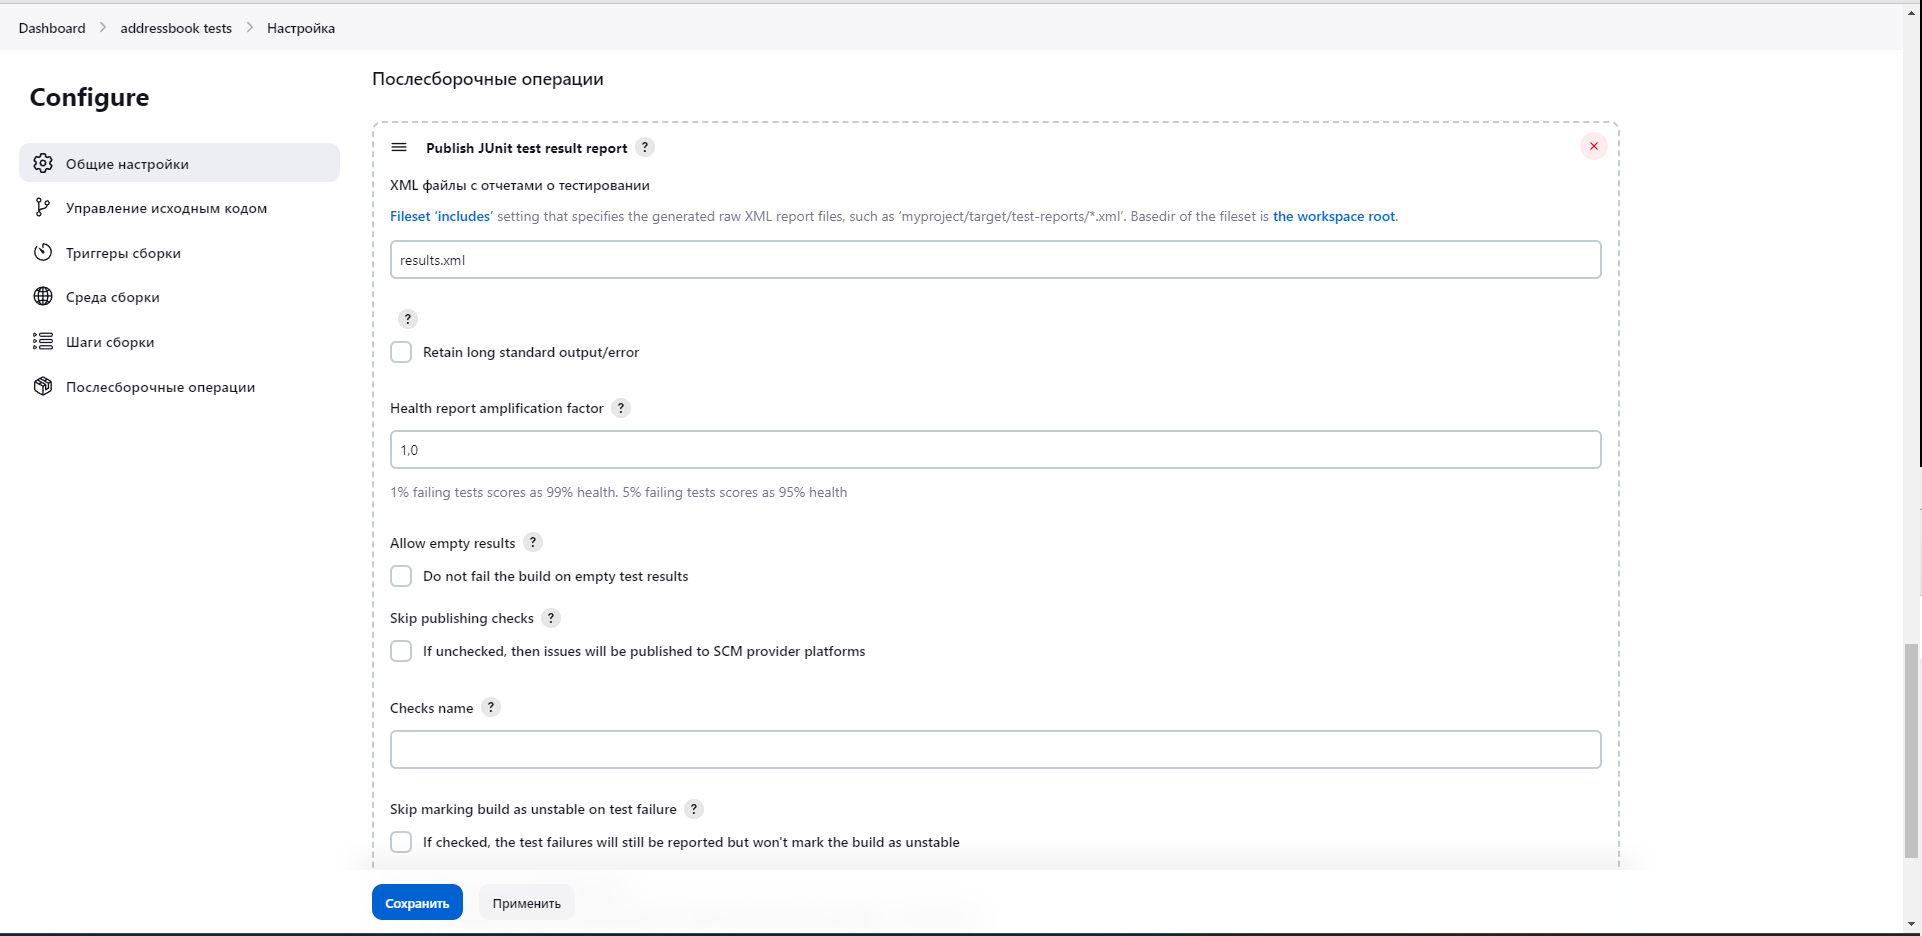 Dashboard > addressbook tests > Настройка
Configure
Общие настройки
Управление исходным кодом
Триггеры сборки
Среда сборки
Шаги сборки
Послесборочные операции
Послесборочные операции
Publish JUnit test result report ?
XML файлы с отчетами о тестировании
Fileset ‘includes’ setting that specifies the generated raw XML report files, such as ‘myproject/target/test-reports/*.xml’. Basedir of the fileset is the workspace root.
results.xml
?
Retain long standard output/error
Health report amplification factor ?
1,0
1% failing tests scores as 99% health. 5% failing tests scores as 95% health
Allow empty results ?
Do not fail the build on empty test results
Skip publishing checks ?
If unchecked, then issues will be published to SCM provider platforms
Checks name ?
Skip marking build as unstable on test failure ?
If checked, the test failures will still be reported but won't mark the build as unstable
Сохранить
Применить